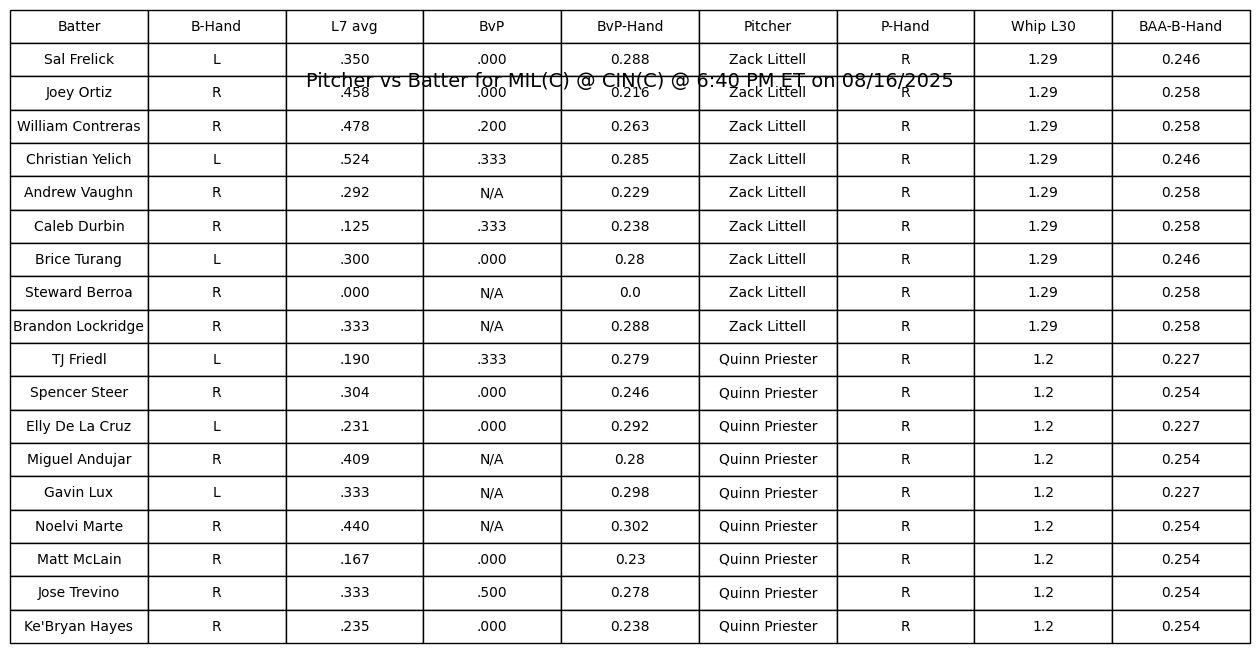 Batter B-Hand L7 avg BvP BvP-Hand Pitcher P-Hand Whip L30 BAA-B-Hand
Sal Frelick L .350 .000 0.288 Zack Littell R 1.29 0.246
Pitcher vs Batter for MIL(C) @ CIN(C) @ 6:40 PM ET on 08/16/2025
Joey Ortiz R .458 .000 0.216 Zack Littell R 1.29 0.258
William Contreras R .478 .200 0.263 Zack Littell R 1.29 0.258
Christian Yelich L .524 .333 0.285 Zack Littell R 1.29 0.246
Andrew Vaughn R .292 N/A 0.229 Zack Littell R 1.29 0.258
Caleb Durbin R .125 .333 0.238 Zack Littell R 1.29 0.258
Brice Turang L .300 .000 0.28 Zack Littell R 1.29 0.246
Steward Berroa R .000 N/A 0.0 Zack Littell R 1.29 0.258
Brandon Lockridge R .333 N/A 0.288 Zack Littell R 1.29 0.258
TJ Friedl L .190 .333 0.279 Quinn Priester R 1.2 0.227
Spencer Steer R .304 .000 0.246 Quinn Priester R 1.2 0.254
Elly De La Cruz L .231 .000 0.292 Quinn Priester R 1.2 0.227
Miguel Andujar R .409 N/A 0.28 Quinn Priester R 1.2 0.254
Gavin Lux L .333 N/A 0.298 Quinn Priester R 1.2 0.227
Noelvi Marte R .440 N/A 0.302 Quinn Priester R 1.2 0.254
Matt McLain R .167 .000 0.23 Quinn Priester R 1.2 0.254
Jose Trevino R .333 .500 0.278 Quinn Priester R 1.2 0.254
Ke'Bryan Hayes R .235 .000 0.238 Quinn Priester R 1.2 0.254